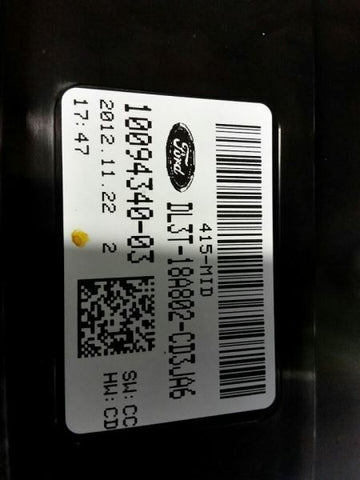 415-MID
Ford
DL3T-18A802-CD3JA6
10094340-03
SW:CC
2012.11.22 2
HW:CD
17:47